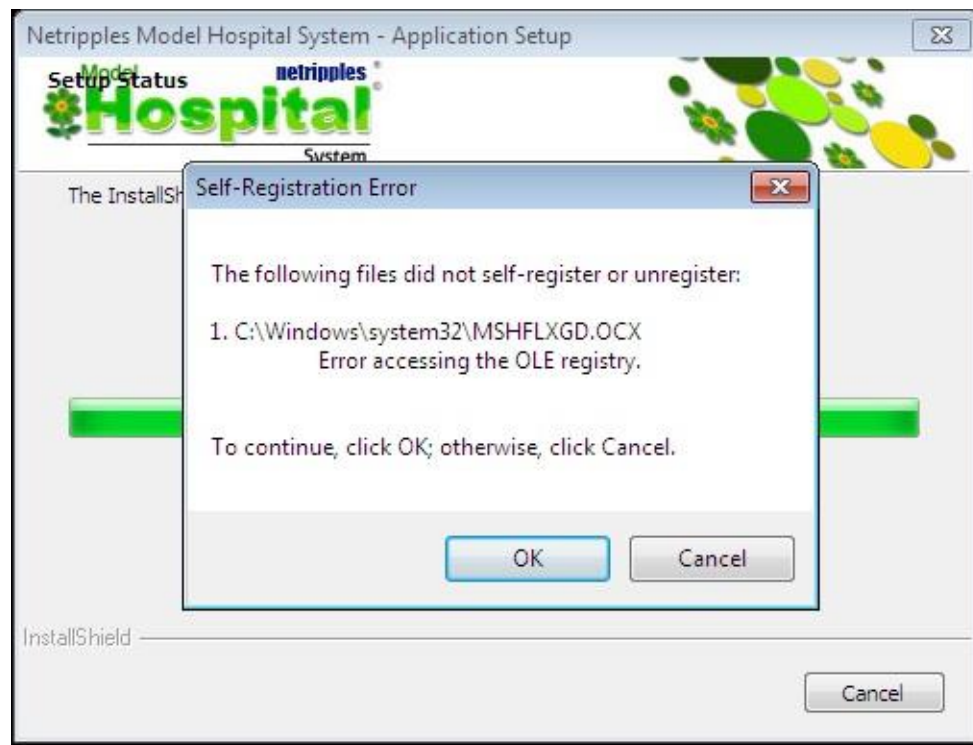 Netripples Model Hospital System - Application Setup
Setup Status
Model
netripples
Hospital
System
The InstallSh
Self-Registration Error
The following files did not self-register or unregister:
1. C:\Windows\system32\MSHFLXGD.OCX
Error accessing the OLE registry.
To continue, click OK; otherwise, click Cancel.
OK Cancel
InstallShield
Cancel